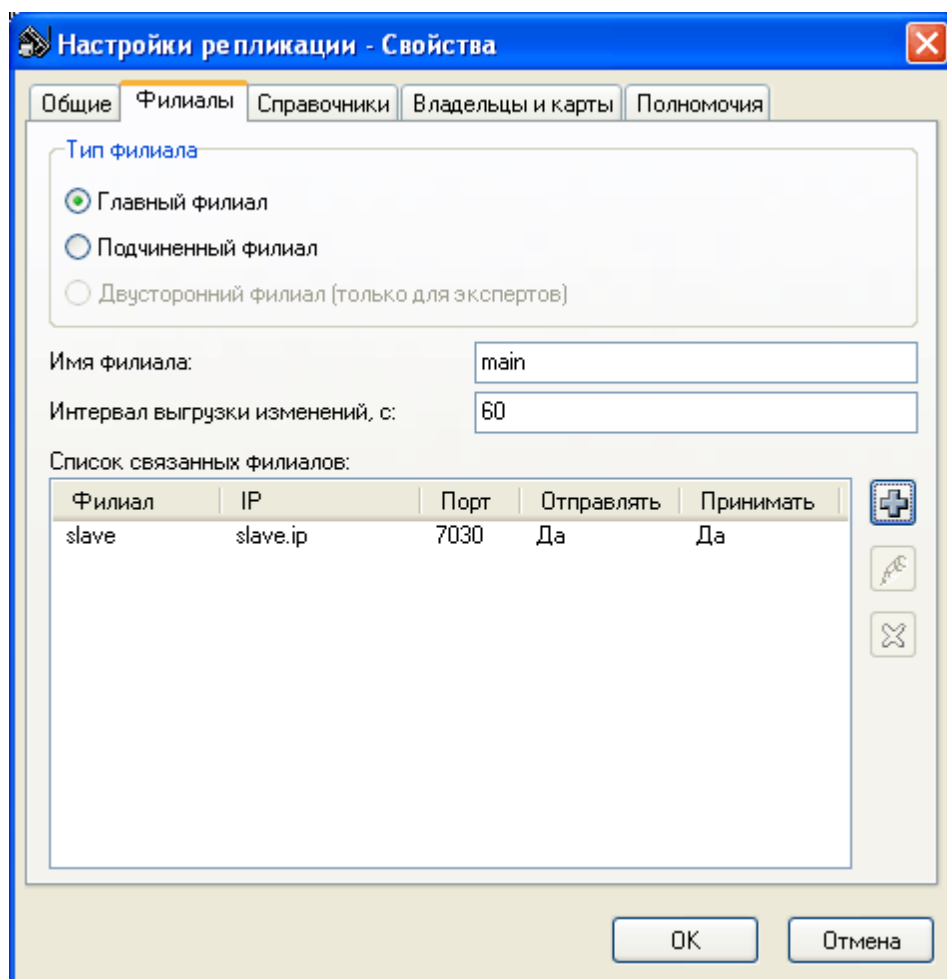 Настройки репликации - Свойства
Общие Филиалы Справочники Владельцы и карты Полномочия
Тип филиала
Главный филиал
Подчиненный филиал
Двусторонний филиал (только для экспертов)
Имя филиала: main
Интервал выгрузки изменений, с: 60
Список связанных филиалов:
Филиал IP Порт Отправлять Принимать
slave slave.ip 7030 Да Да
OK Отмена